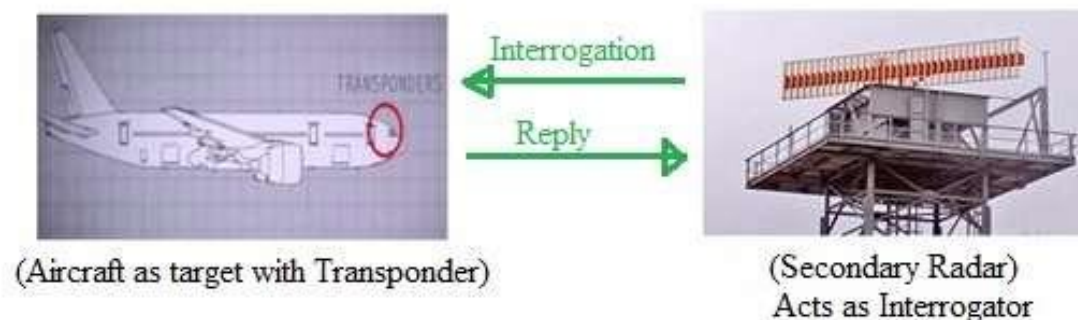 TRANSPONDERS
Interrogation
Reply
(Aircraft as target with Transponder)
(Secondary Radar)
Acts as Interrogator